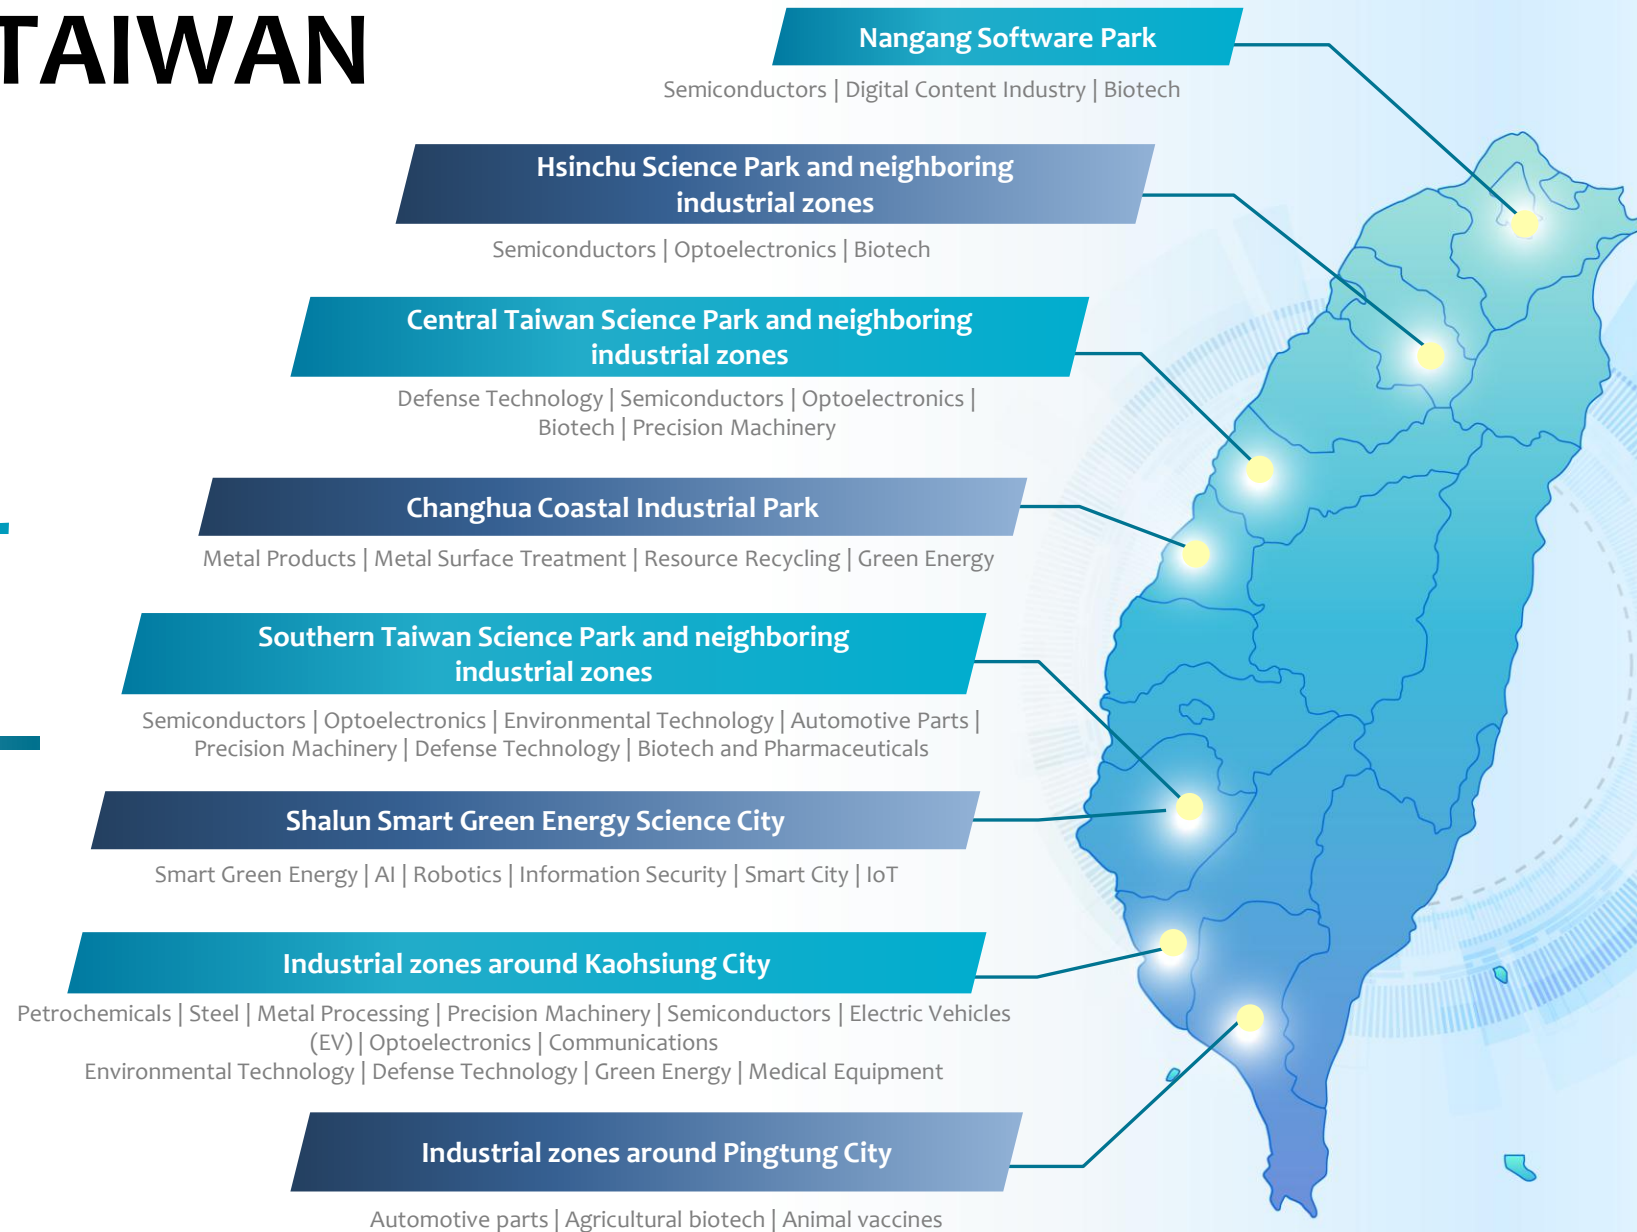 TAIWAN
Nangang Software Park
Semiconductors | Digital Content Industry | Biotech
Hsinchu Science Park and neighboring
industrial zones
Semiconductors | Optoelectronics | Biotech
Central Taiwan Science Park and neighboring
industrial zones
Defense Technology | Semiconductors | Optoelectronics |
Biotech | Precision Machinery
Changhua Coastal Industrial Park
Metal Products | Metal Surface Treatment | Resource Recycling | Green Energy
Southern Taiwan Science Park and neighboring
industrial zones
Semiconductors | Optoelectronics | Environmental Technology | Automotive Parts |
Precision Machinery | Defense Technology | Biotech and Pharmaceuticals
Shalun Smart Green Energy Science City
Smart Green Energy | AI | Robotics | Information Security | Smart City | IoT
Industrial zones around Kaohsiung City
Petrochemicals | Steel | Metal Processing | Precision Machinery | Semiconductors | Electric Vehicles
(EV) | Optoelectronics | Communications
Environmental Technology | Defense Technology | Green Energy | Medical Equipment
Industrial zones around Pingtung City
Automotive parts | Agricultural biotech | Animal vaccines